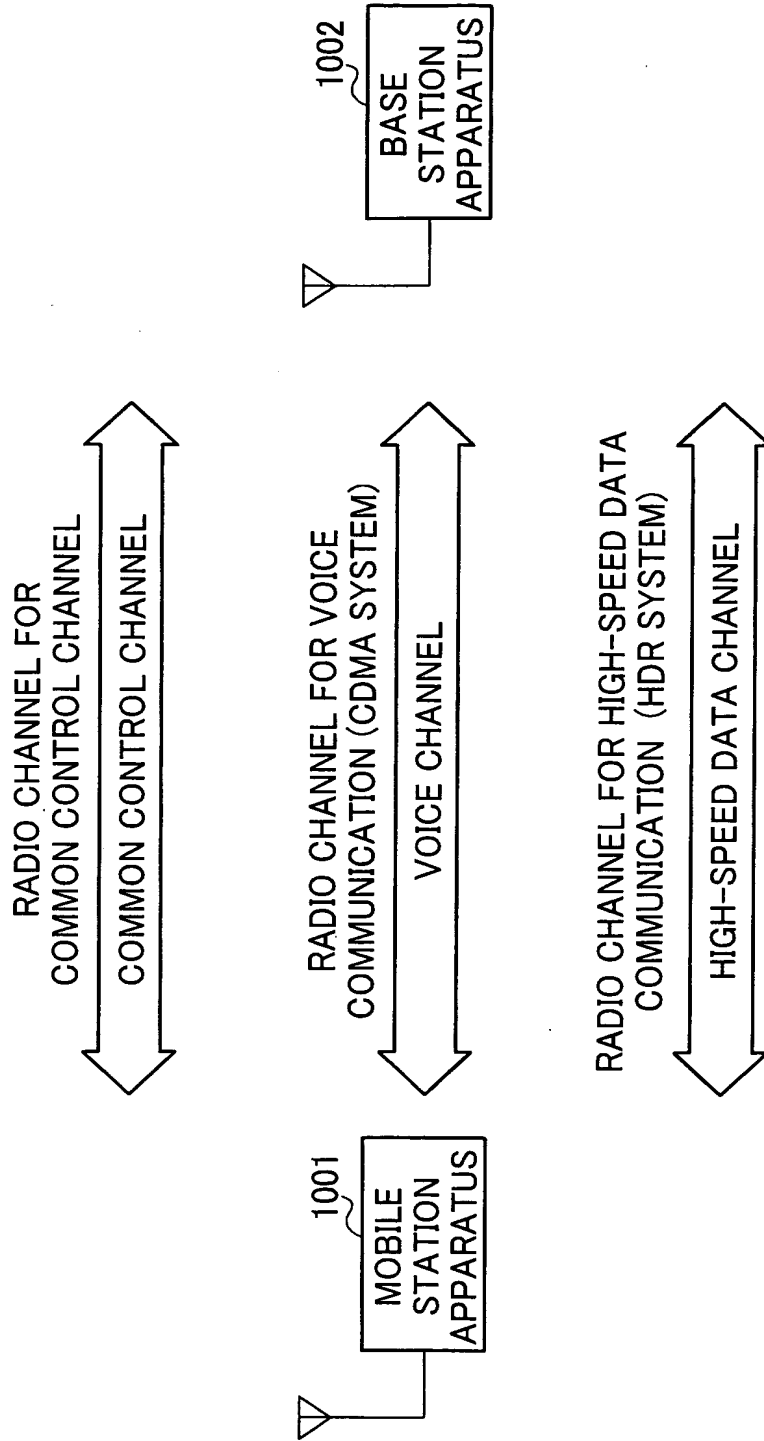 RADIO CHANNEL FOR
COMMON CONTROL CHANNEL
COMMON CONTROL CHANNEL
1001
MOBILE
STATION
APPARATUS
RADIO CHANNEL FOR VOICE
COMMUNICATION (CDMA SYSTEM)
VOICE CHANNEL
1002
BASE
STATION
APPARATUS
RADIO CHANNEL FOR HIGH-SPEED DATA
COMMUNICATION (HDR SYSTEM)
HIGH-SPEED DATA CHANNEL